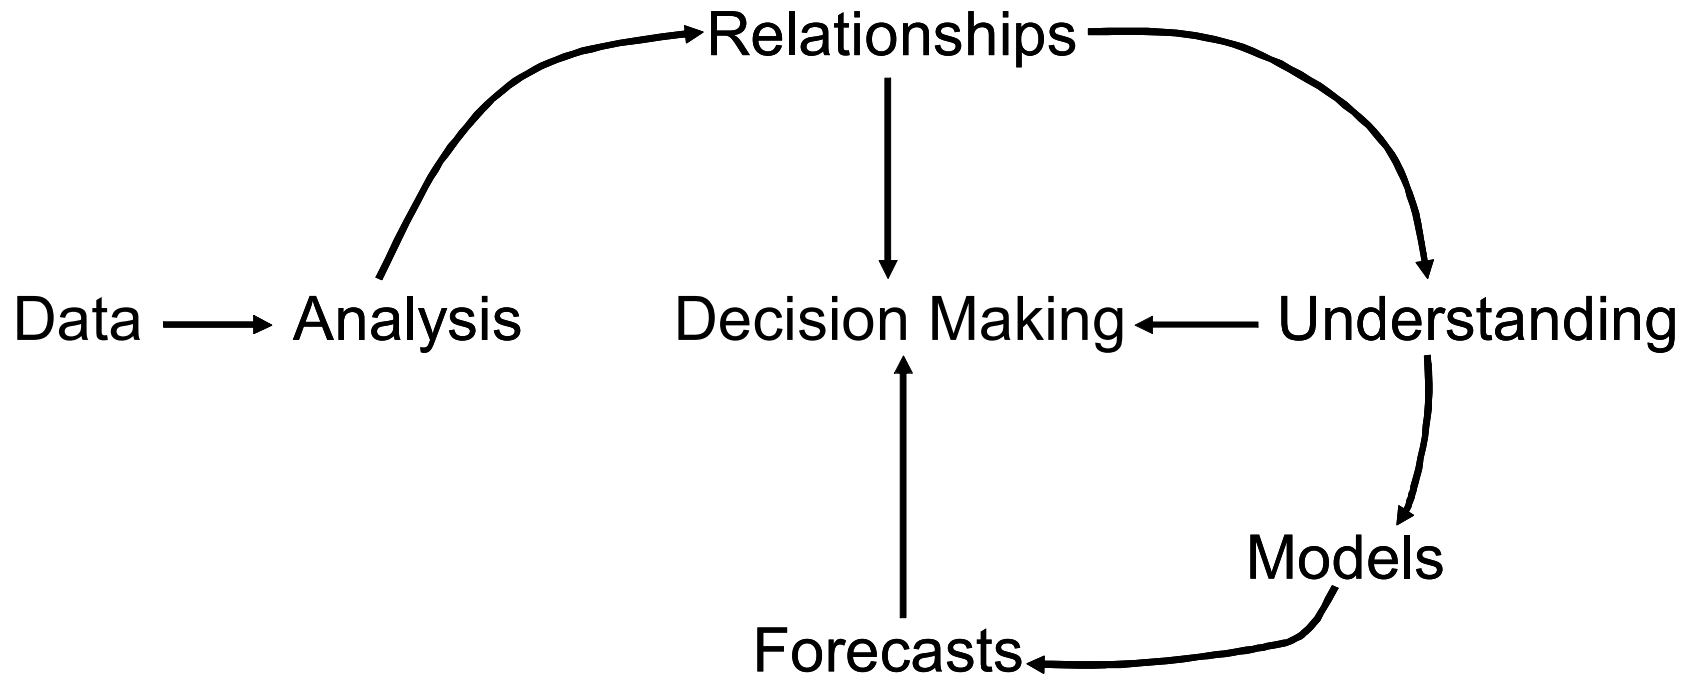 Relationships
Data
Analysis
Decision Making
Understanding
Models
Forecasts